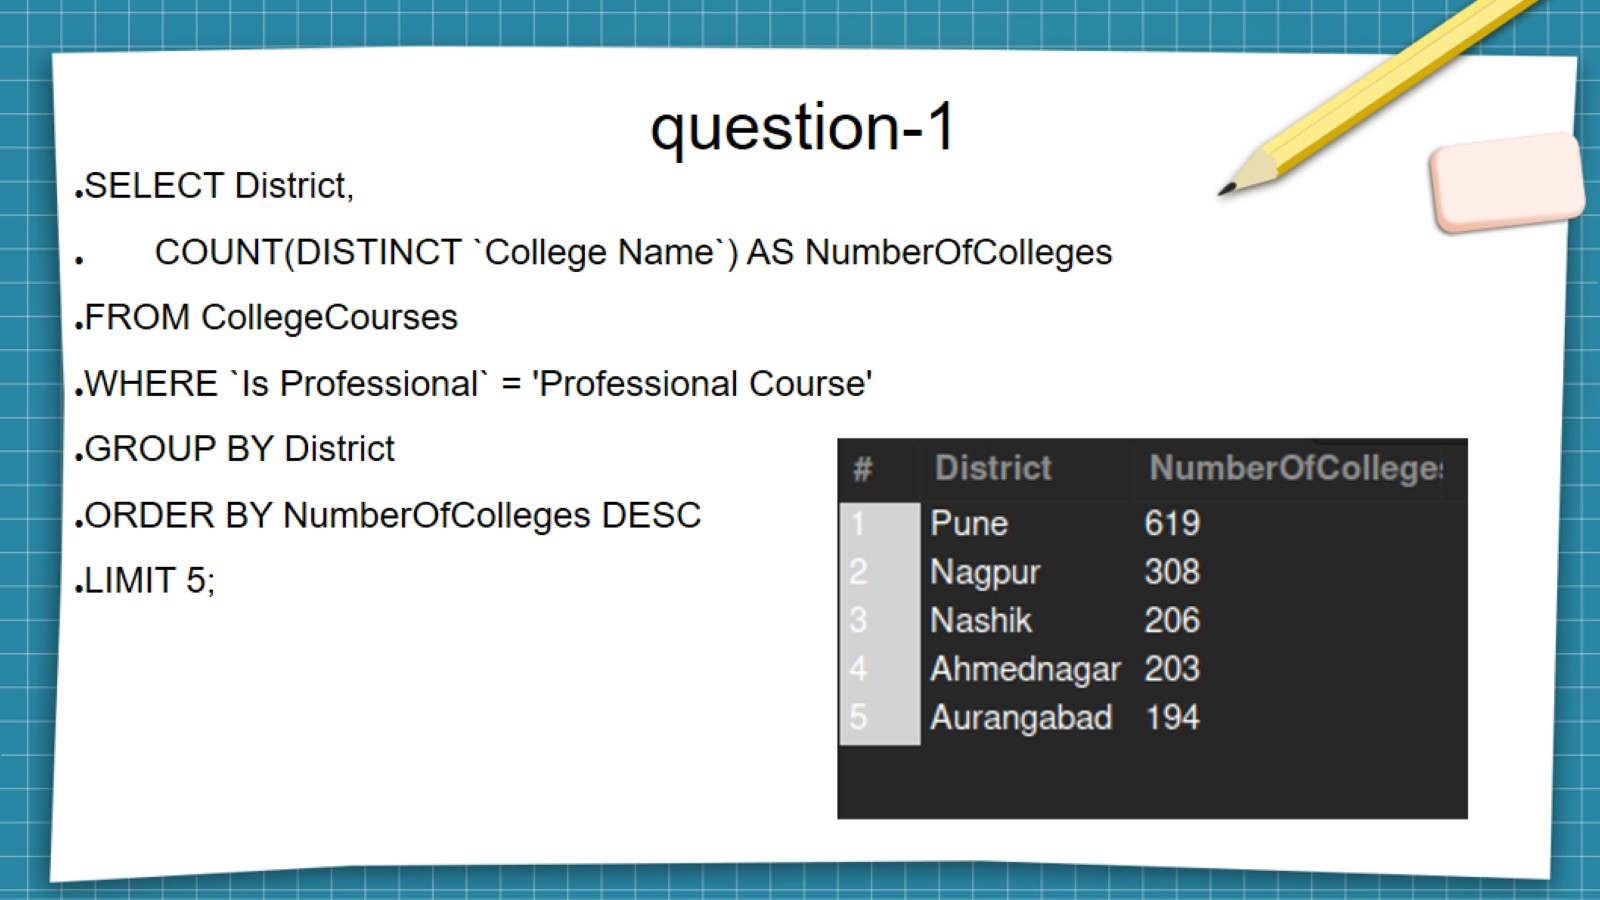 question-1
.SELECT District,
.       COUNT(DISTINCT `College Name`) AS NumberOfColleges
.FROM CollegeCourses
.WHERE `Is Professional` = 'Professional Course'
.GROUP BY District
.ORDER BY NumberOfColleges DESC
.LIMIT 5;
# District NumberOfColleges
1 Pune 619
2 Nagpur 308
3 Nashik 206
4 Ahmednagar 203
5 Aurangabad 194